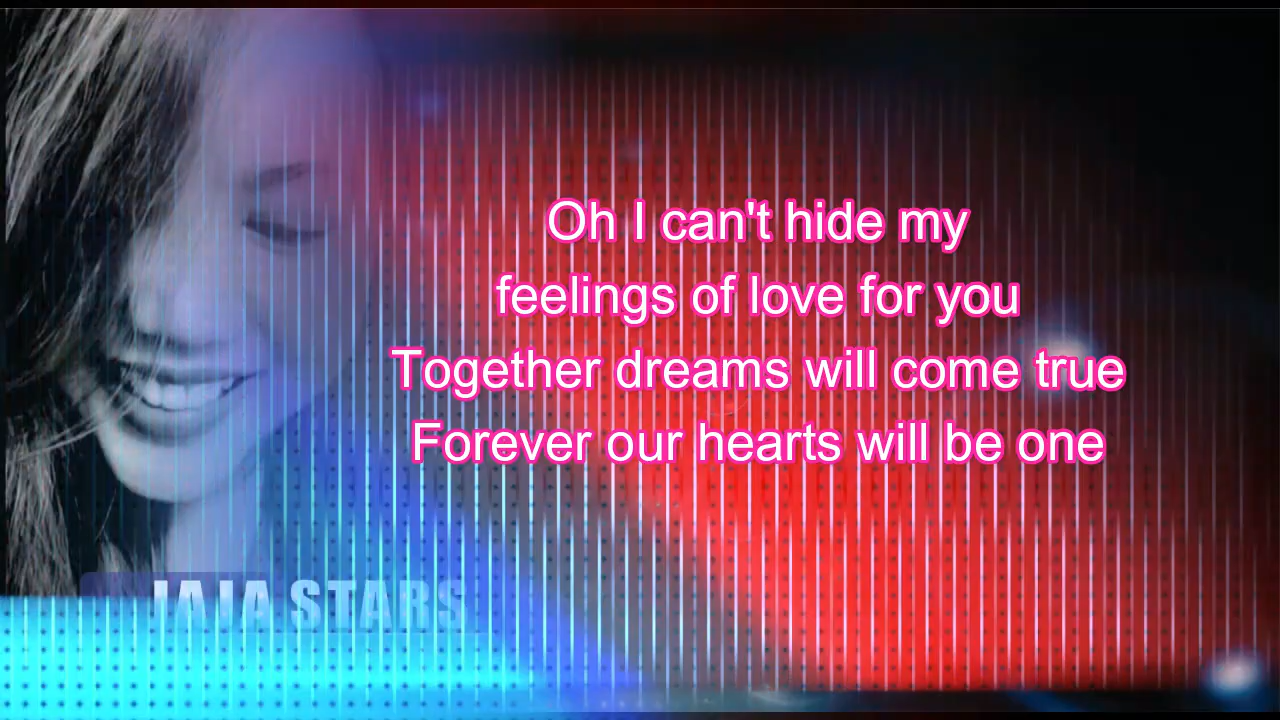 Oh I can't hide my
feelings of love for you
Together dreams will come true
Forever our hearts will be one
JAJA STARS